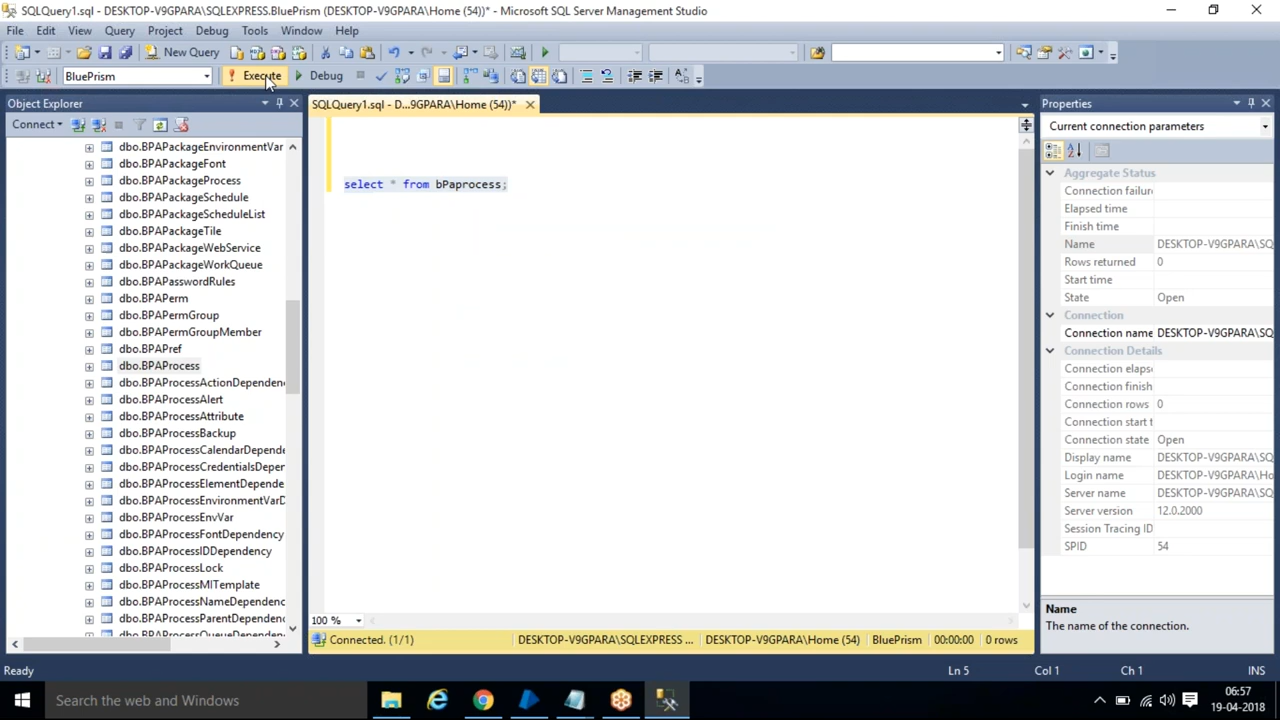 SQLQuery1.sql - DESKTOP-V9GPARA\SQLEXPRESS.BluePrism (DESKTOP-V9GPARA\Home (54))* - Microsoft SQL Server Management Studio
File Edit View Query Project Debug Tools Window Help
New Query
BluePrism Execute Debug
Object Explorer
SQLQuery1.sql - D...9GPARA\Home (54))*
Properties
Connect
Current connection parameters
dbo.BPAPackageEnvironmentVar
dbo.BPAPackageFont
dbo.BPAPackageProcess
dbo.BPAPackageSchedule
dbo.BPAPackageScheduleList
dbo.BPAPackageTile
dbo.BPAPackageWebService
dbo.BPAPackageWorkQueue
dbo.BPAPasswordRules
dbo.BPAPerm
dbo.BPAPermGroup
dbo.BPAPermGroupMember
dbo.BPAPref
dbo.BPAProcess
dbo.BPAProcessActionDependen
dbo.BPAProcessAlert
dbo.BPAProcessAttribute
dbo.BPAProcessBackup
dbo.BPAProcessCalendarDepende
dbo.BPAProcessCredentialsDeper
dbo.BPAProcessElementDepende
dbo.BPAProcessEnvironmentVarD
dbo.BPAProcessEnvVar
dbo.BPAProcessFontDependency
dbo.BPAProcessIDDependency
dbo.BPAProcessLock
dbo.BPAProcessMITemplate
dbo.BPAProcessNameDependenc
dbo.BPAProcessParentDependenc
dbo.BPAProcessQueueDependenc
select * from bPaprocess;
100 %
Connected. (1/1) DESKTOP-V9GPARA\SQLEXPRESS ... DESKTOP-V9GPARA\Home (54) BluePrism 00:00:00 0 rows
Aggregate Status
Connection failure
Elapsed time
Finish time
Name DESKTOP-V9GPARA\SQ
Rows returned 0
Start time
State Open
Connection
Connection name DESKTOP-V9GPARA\SQ
Connection Details
Connection elaps
Connection finish
Connection rows 0
Connection start t
Connection state Open
Display name DESKTOP-V9GPARA\SQ
Login name DESKTOP-V9GPARA\Ho
Server name DESKTOP-V9GPARA\SQ
Server version 12.0.2000
Session Tracing ID
SPID 54
Name
The name of the connection.
Ready Ln 5 Col 1 Ch 1 INS
Search the web and Windows
06:57
19-04-2018